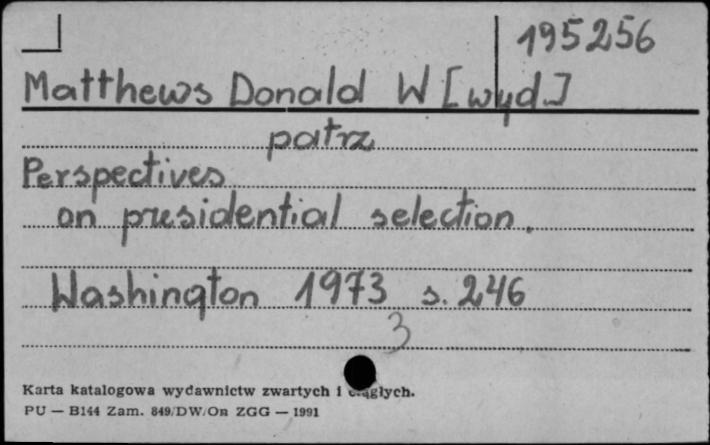 195256
Matthews Donald W [wyd.]
patrz
Perspectives
on presidential selection.
Washington 1973 s. 246
3
Karta katalogowa wydawnictw zwartych i ciągłych.
PU — B144 Zam. 849/DW/On ZGG — 1991